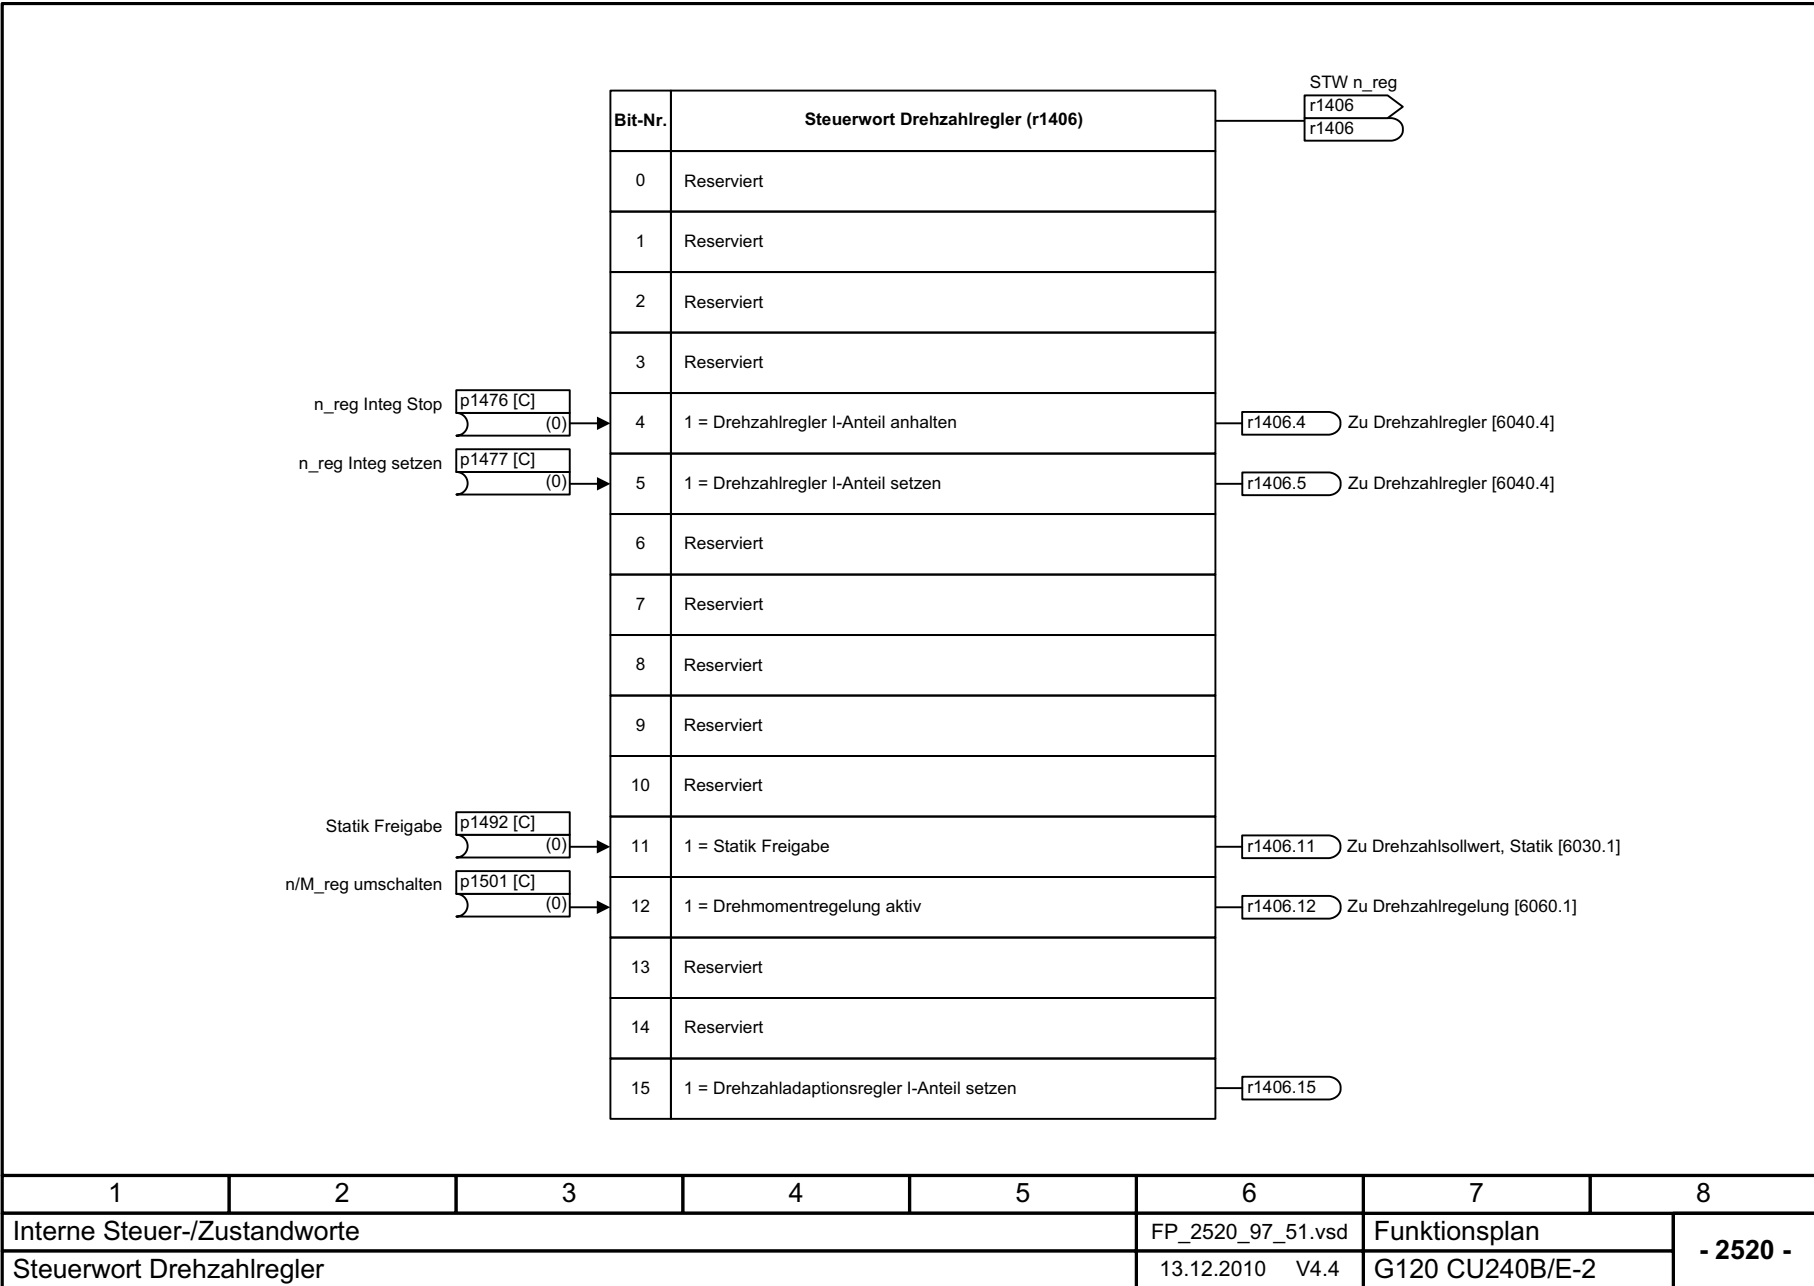 STW n_reg
r1406
r1406
Bit-Nr. Steuerwort Drehzahlregler (r1406)
0 Reserviert
1 Reserviert
2 Reserviert
3 Reserviert
n_reg Integ Stop p1476 [C]
(0) 4 1 = Drehzahlregler I-Anteil anhalten r1406.4 Zu Drehzahlregler [6040.4]
n_reg Integ setzen p1477 [C]
(0) 5 1 = Drehzahlregler I-Anteil setzen r1406.5 Zu Drehzahlregler [6040.4]
6 Reserviert
7 Reserviert
8 Reserviert
9 Reserviert
10 Reserviert
Statik Freigabe p1492 [C]
(0) 11 1 = Statik Freigabe r1406.11 Zu Drehzahlsollwert, Statik [6030.1]
n/M_reg umschalten p1501 [C]
(0) 12 1 = Drehmomentregelung aktiv r1406.12 Zu Drehzahlregelung [6060.1]
13 Reserviert
14 Reserviert
15 1 = Drehzahladaptionsregler I-Anteil setzen r1406.15
1 2 3 4 5 6 7 8
Interne Steuer-/Zustandworte FP_2520_97_51.vsd Funktionsplan
- 2520 -
Steuerwort Drehzahlregler 13.12.2010 V4.4 G120 CU240B/E-2